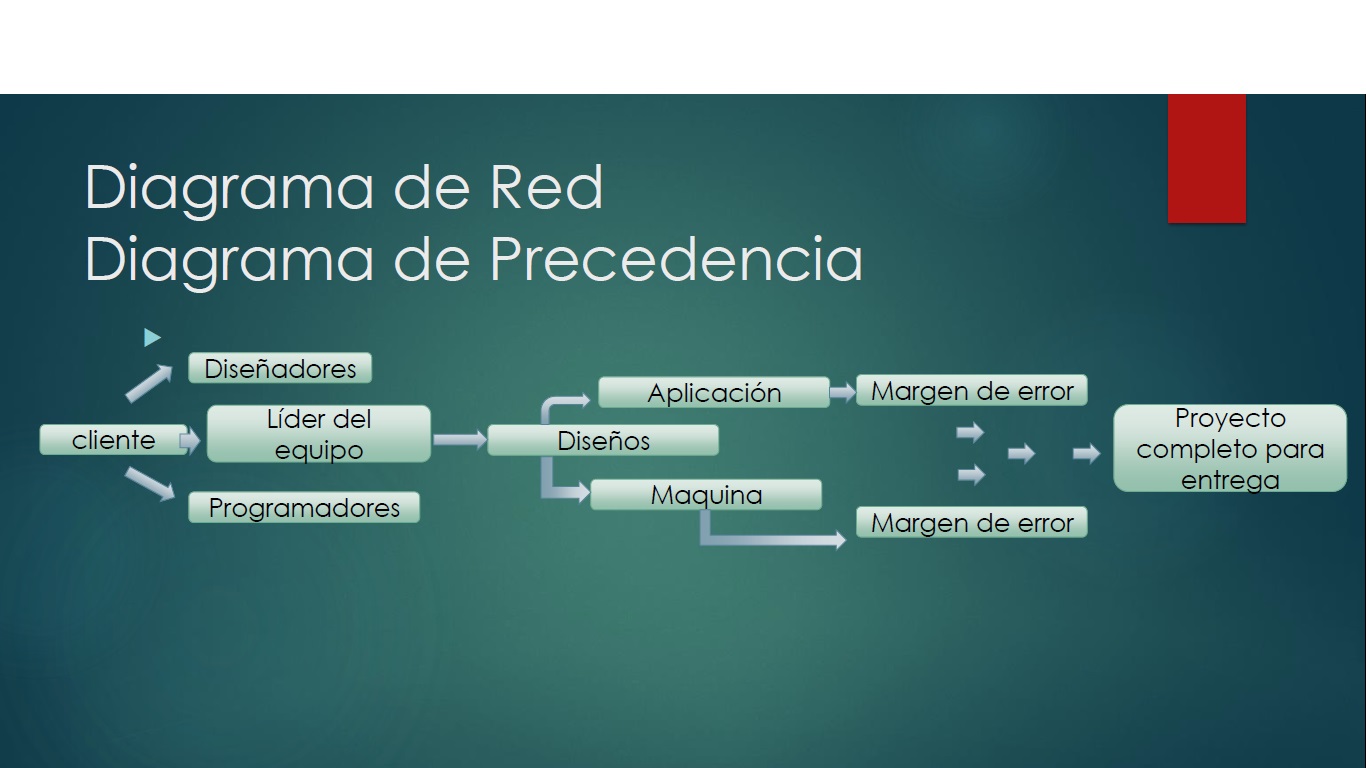 Diagrama de Red
Diagrama de Precedencia
Diseñadores
cliente
Líder del
equipo
Programadores
Diseños
Aplicación
Maquina
Margen de error
Margen de error
Proyecto
completo para
entrega